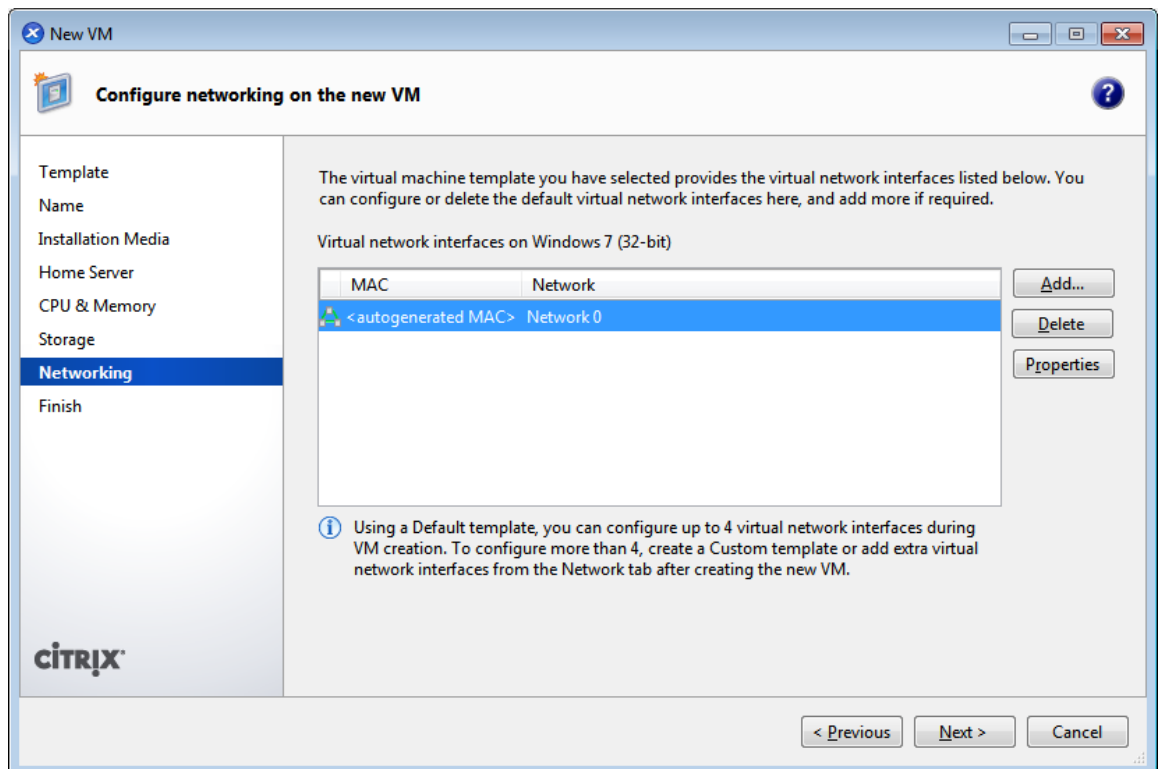 New VM
Configure networking on the new VM
?
Template
Name
Installation Media
Home Server
CPU & Memory
Storage
Networking
Finish
The virtual machine template you have selected provides the virtual network interfaces listed below. You
can configure or delete the default virtual network interfaces here, and add more if required.
Virtual network interfaces on Windows 7 (32-bit)
MAC Network
<autogenerated MAC> Network 0
Add...
Delete
Properties
Using a Default template, you can configure up to 4 virtual network interfaces during
VM creation. To configure more than 4, create a Custom template or add extra virtual
network interfaces from the Network tab after creating the new VM.
CITRIX
< Previous Next > Cancel